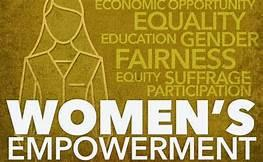 ECONOMIC OPPORTUNITY
EQUALITY
EDUCATION GENDER
FAIRNESS
EQUITY SUFFRAGE
PARTICIPATION
WOMEN'S
EMPOWERMENT